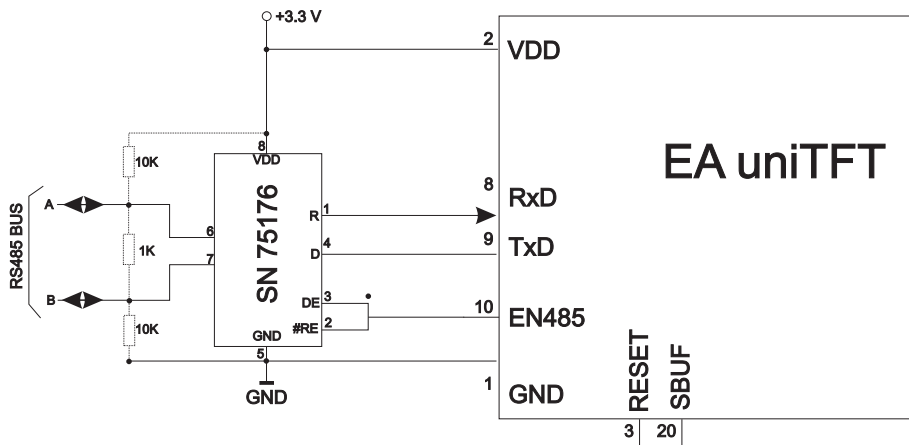 +3.3 V
2
VDD
8
VDD
10K
EA uniTFT
RS485 BUS
A
SN 75176
8
RxD
R
1
6
1K
7
D
4
9
TxD
B
DE
3
10
EN485
#RE
2
10K
GND
5
GND
1
GND
RESET
SBUF
3
20